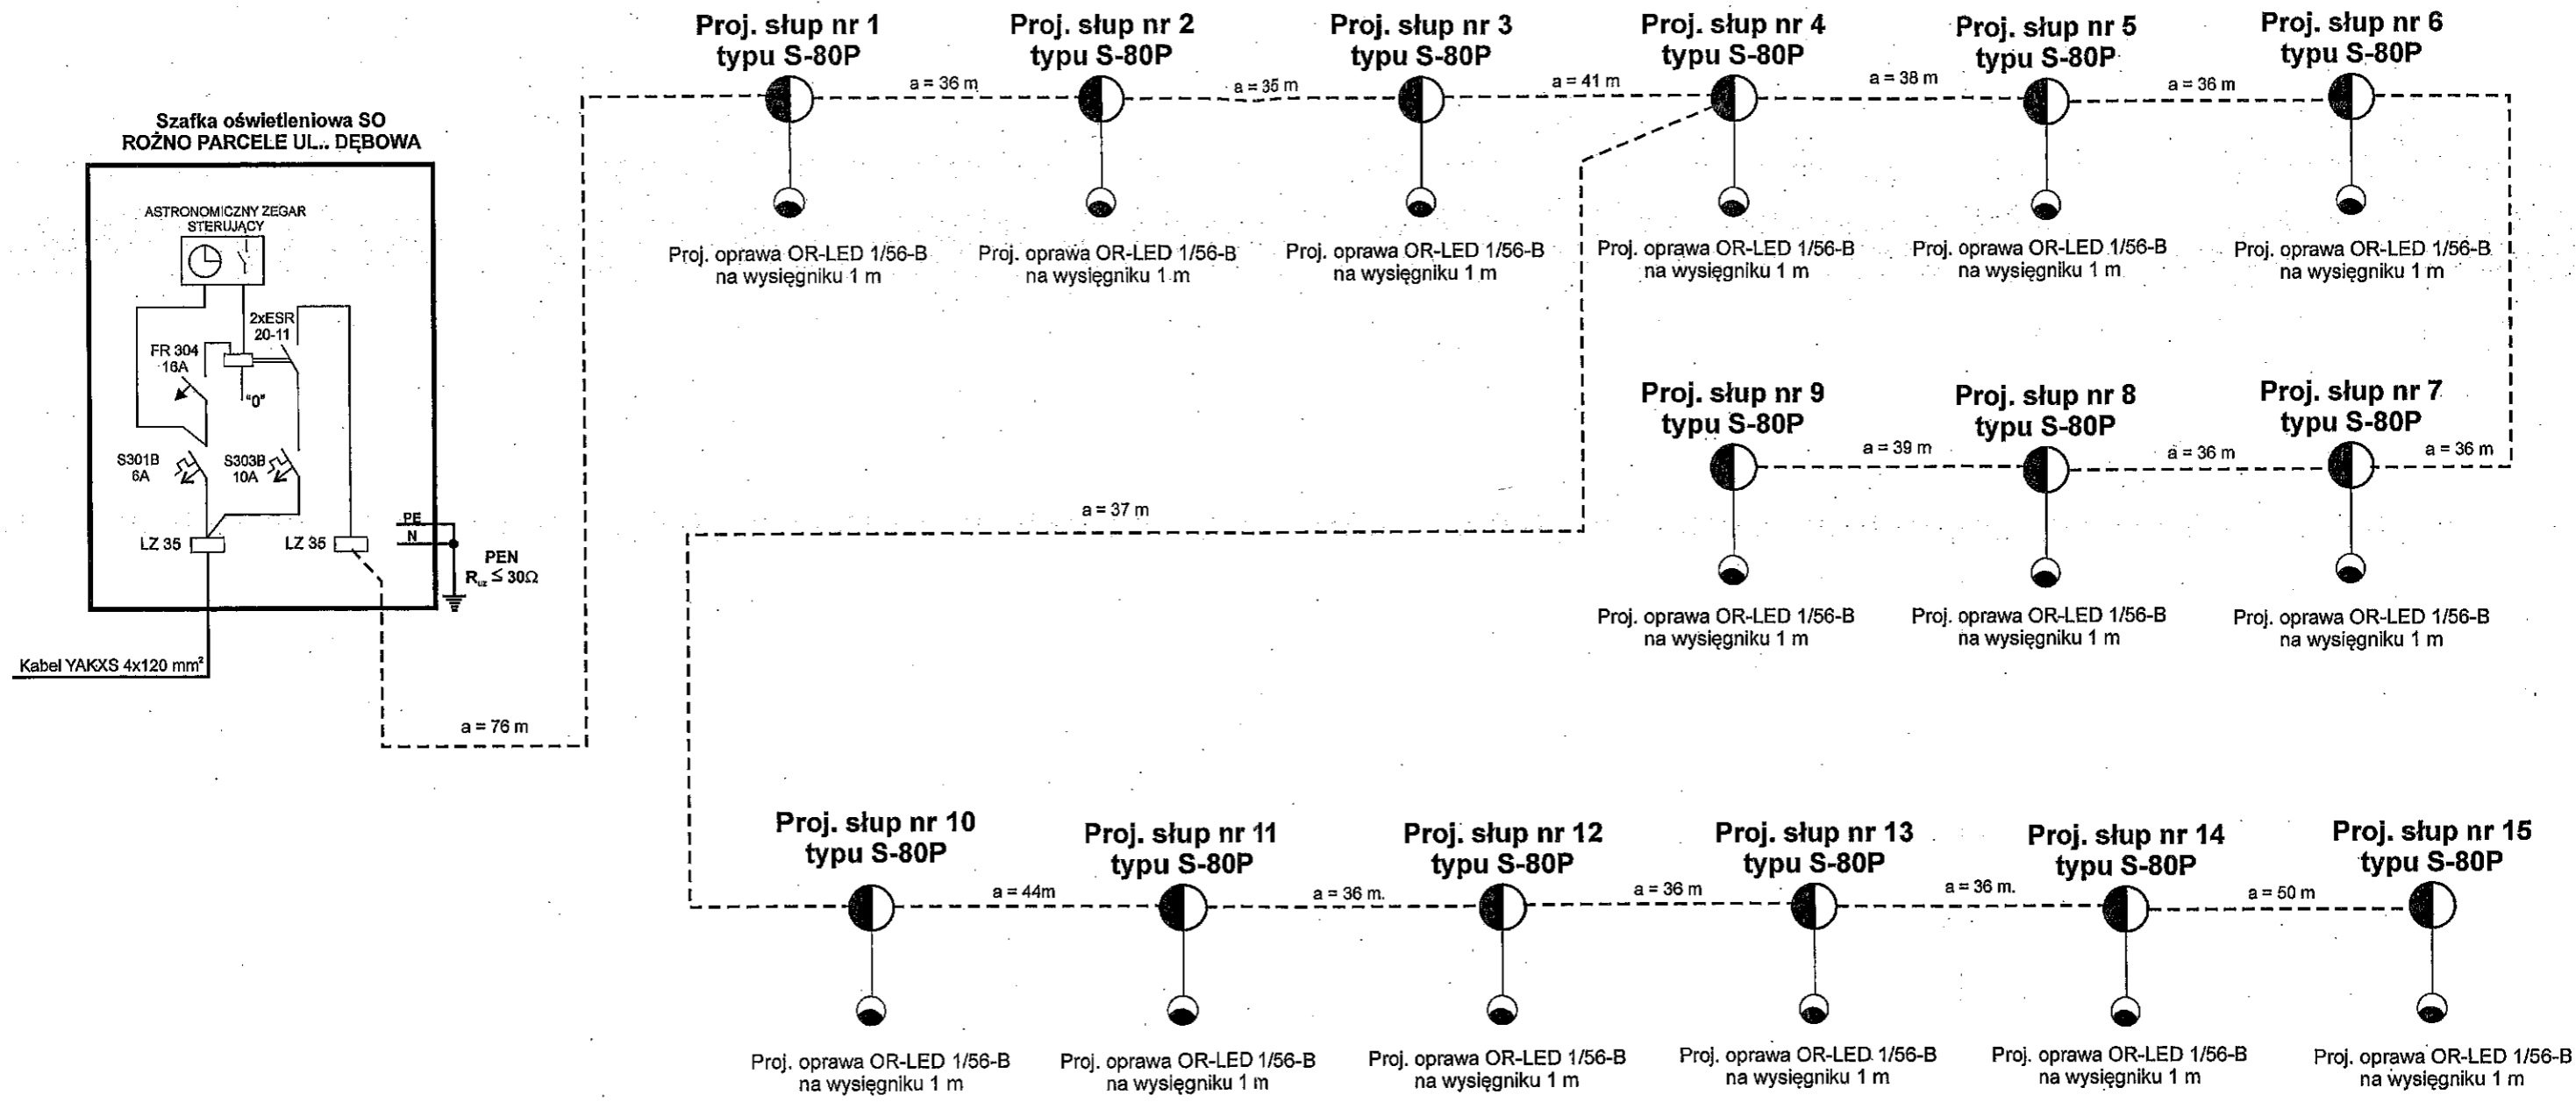 Proj. słup nr 1
typu S-80P
Proj. słup nr 2
typu S-80P
Proj. słup nr 3
typu S-80P
Proj. słup nr 4
typu S-80P
Proj. słup nr 5
typu S-80P
Proj. słup nr 6
typu S-80P
a = 36 m
a = 35 m
a = 41 m
a = 38 m
a = 36 m
Szafka oświetleniowa SO
ROŻNO PARCELE UL.. DĘBOWA
ASTRONOMICZNY ZEGAR
STERUJĄCY
2xESR
20-11
FR 304
16A
"0"
S301B
6A
S303B
10A
LZ 35
LZ 35
PE
N
PEN
Ruz ≤ 30Ω
Kabel YAKXS 4x120 mm²
a = 76 m
Proj. oprawa OR-LED 1/56-B
na wysięgniku 1 m
Proj. oprawa OR-LED 1/56-B
na wysięgniku 1 m
Proj. oprawa OR-LED 1/56-B
na wysięgniku 1 m
Proj. oprawa OR-LED 1/56-B
na wysięgniku 1 m
Proj. oprawa OR-LED 1/56-B
na wysięgniku 1 m
Proj. oprawa OR-LED 1/56-B
na wysięgniku 1 m
Proj. słup nr 9
typu S-80P
Proj. słup nr 8
typu S-80P
Proj. słup nr 7
typu S-80P
a = 39 m
a = 36 m
a = 36 m
a = 37 m
Proj. oprawa OR-LED 1/56-B
na wysięgniku 1 m
Proj. oprawa OR-LED 1/56-B
na wysięgniku 1 m
Proj. oprawa OR-LED 1/56-B
na wysięgniku 1 m
Proj. słup nr 10
typu S-80P
Proj. słup nr 11
typu S-80P
Proj. słup nr 12
typu S-80P
Proj. słup nr 13
typu S-80P
Proj. słup nr 14
typu S-80P
Proj. słup nr 15
typu S-80P
a = 44m
a = 36 m.
a = 36 m
a = 36 m.
a = 50 m
Proj. oprawa OR-LED 1/56-B
na wysięgniku 1 m
Proj. oprawa OR-LED 1/56-B
na wysięgniku 1 m
Proj. oprawa OR-LED 1/56-B
na wysięgniku 1 m
Proj. oprawa OR-LED 1/56-B
na wysięgniku 1 m
Proj. oprawa OR-LED 1/56-B
na wysięgniku 1 m
Proj. oprawa OR-LED 1/56-B
na wysięgniku 1 m